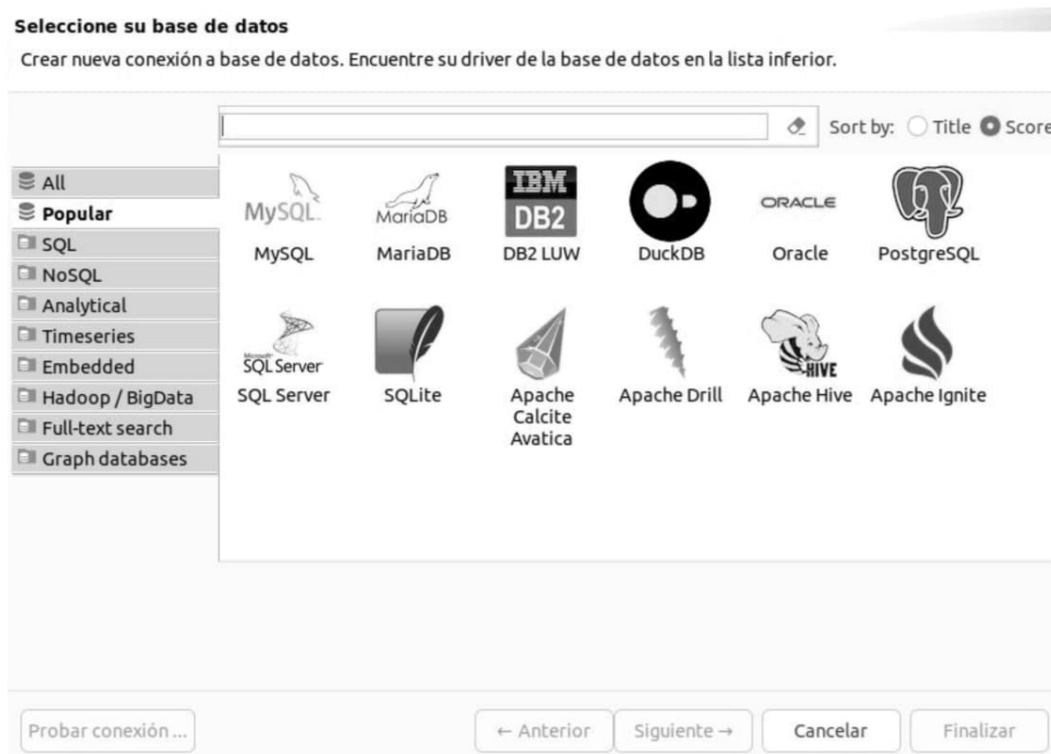 Seleccione su base de datos
Crear nueva conexión a base de datos. Encuentre su driver de la base de datos en la lista inferior.
Sort by: Title Score
All
Popular
SQL
NoSQL
Analytical
Timeseries
Embedded
Hadoop / BigData
Full-text search
Graph databases
MySQL. MariaDB IBM DB2 ORACLE
MySQL MariaDB DB2 LUW DuckDB Oracle PostgreSQL
Microsoft
SQL Server HIVE
SQL Server SQLite Apache Apache Drill Apache Hive Apache Ignite
Calcite
Avatica
Probar conexión ... ← Anterior Siguiente → Cancelar Finalizar